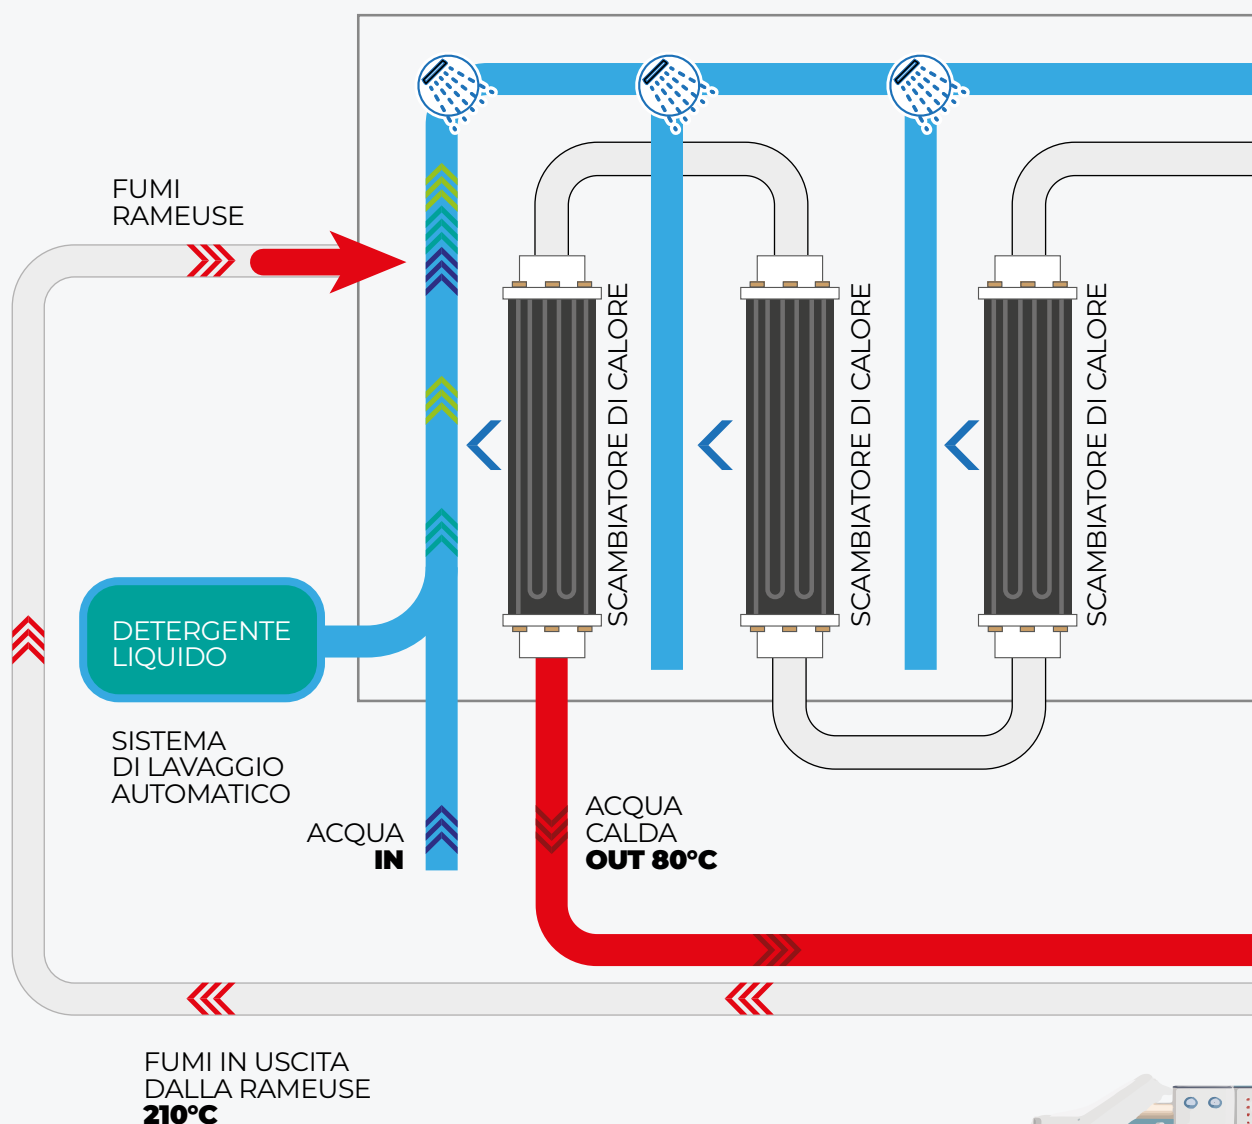 FUMI
RAMEUSE
SCAMBIATORE DI CALORE
SCAMBIATORE DI CALORE
SCAMBIATORE DI CALORE
DETERGENTE
LIQUIDO
SISTEMA
DI LAVAGGIO
AUTOMATICO
ACQUA
IN
ACQUA
CALDA
OUT 80°C
FUMI IN USCITA
DALLA RAMEUSE
210°C